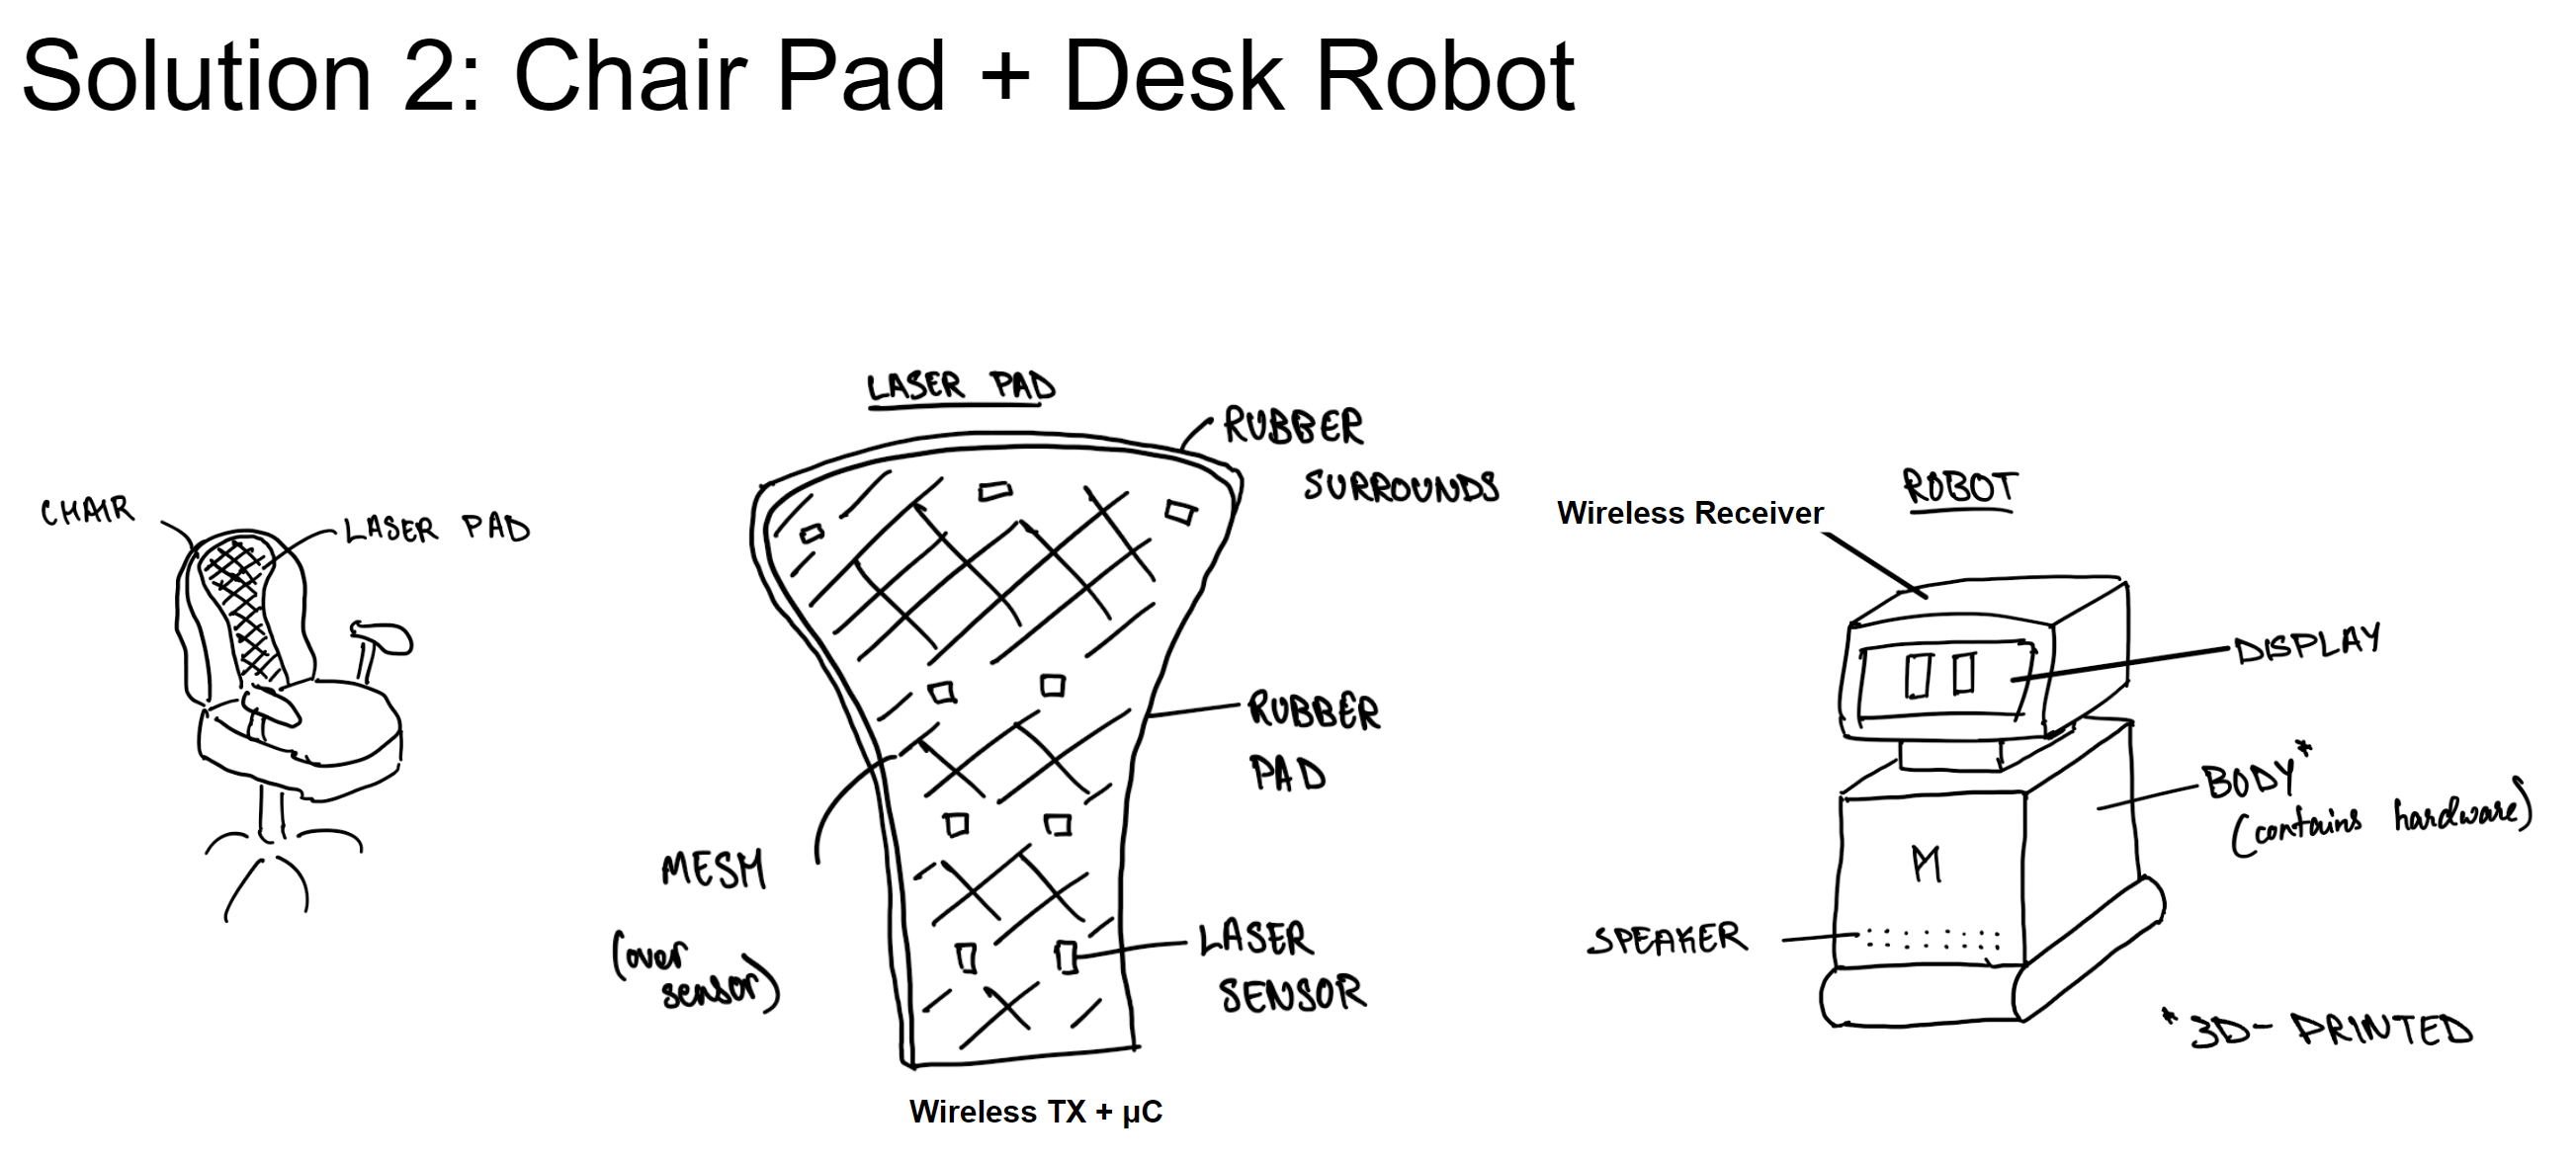 Solution 2: Chair Pad + Desk Robot
CHAIR
LASER PAD
LASER PAD
RUBBER
SURROUNDS
RUBBER
PAD
MESH
(over
sensor)
LASER
SENSOR
Wireless TX + µC
ROBOT
Wireless Receiver
DISPLAY
BODY*
(contains hardware)
M
SPEAKER
* 3D-PRINTED